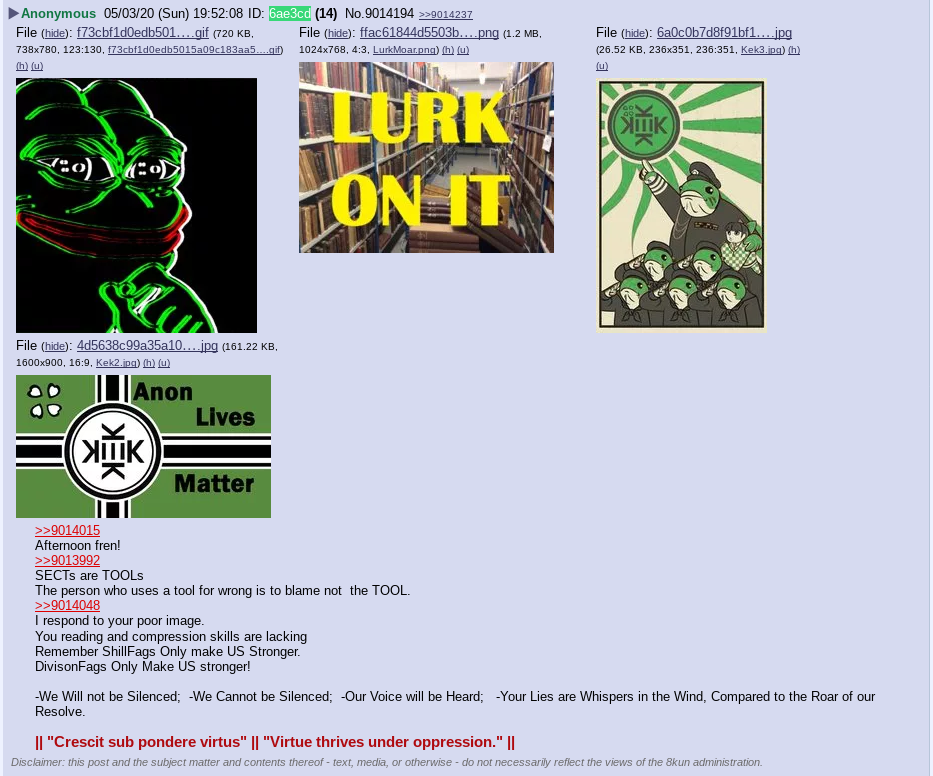 ▶Anonymous 05/03/20 (Sun) 19:52:08 ID: 6ae3cd (14) No.9014194 >>9014237
File (hide): f73cbf1d0edb501….gif (720 KB,
738x780, 123:130, f73cbf1d0edb5015a09c183aa5….gif)
(h) (u)
File (hide): ffac61844d5503b….png (1.2 MB,
1024x768, 4:3, LurkMoar.png) (h) (u)
LURK
ON IT
File (hide): 6a0c0b7d8f91bf1….jpg
(26.52 KB, 236x351, 236:351, Kek3.jpg) (h)
(u)
File (hide): 4d5638c99a35a10….jpg (161.22 KB,
1600x900, 16:9, Kek2.jpg) (h) (u)
Anon
Lives
Matter
>>9014015
Afternoon fren!
>>9013992
SECTs are TOOLs
The person who uses a tool for wrong is to blame not the TOOL.
>>9014048
I respond to your poor image.
You reading and compression skills are lacking
Remember ShillFags Only make US Stronger.
DivisonFags Only Make US stronger!
-We Will not be Silenced; -We Cannot be Silenced; -Our Voice will be Heard; -Your Lies are Whispers in the Wind, Compared to the Roar of our
Resolve.
|| "Crescit sub pondere virtus" || "Virtue thrives under oppression." ||
Disclaimer: this post and the subject matter and contents thereof - text, media, or otherwise - do not necessarily reflect the views of the 8kun administration.